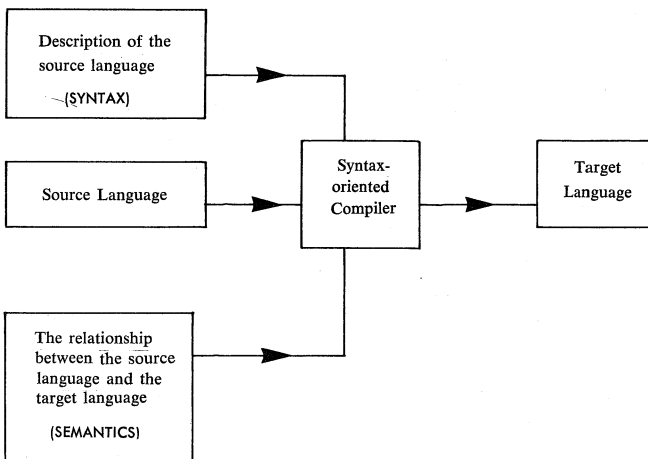 Description of the
source language
(SYNTAX)
Source Language
The relationship
between the source
language and the
target language
(SEMANTICS)
Syntax-
oriented
Compiler
Target
Language